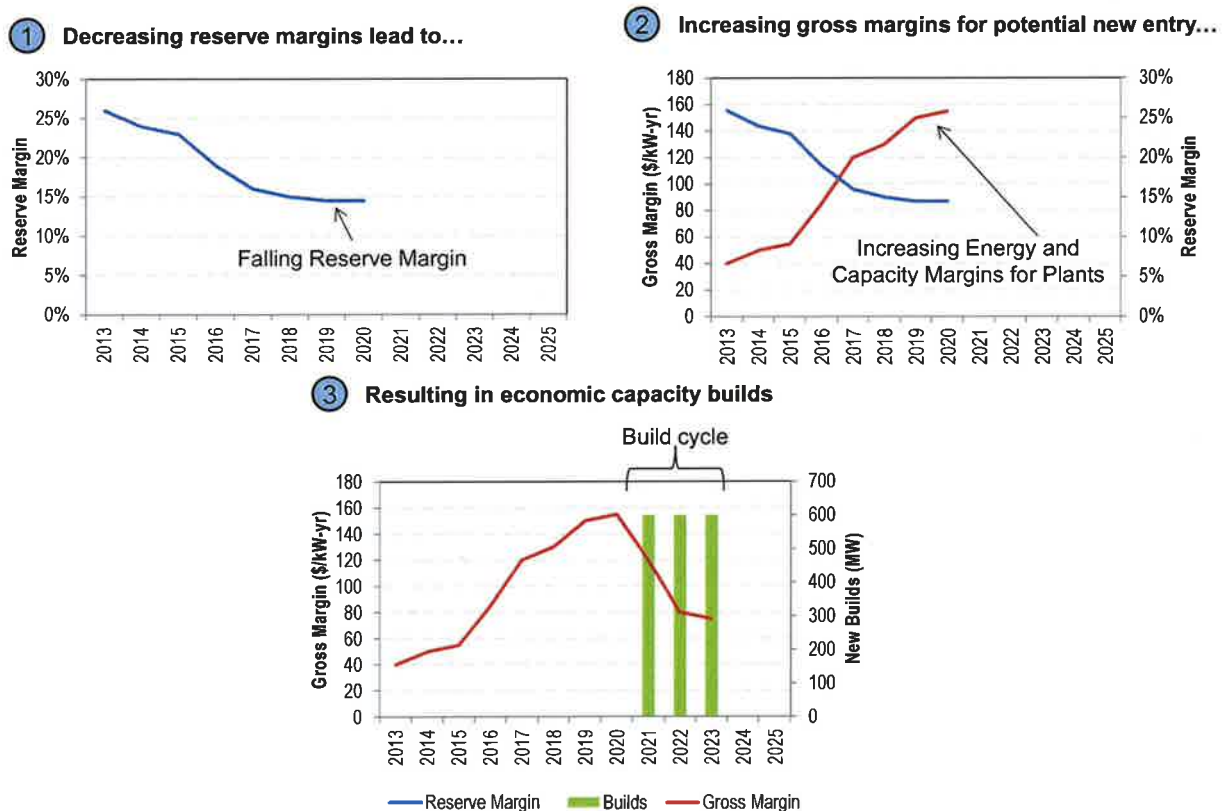 1 Decreasing reserve margins lead to...
30%
25%
20%
15%
10%
5%
0%
Reserve Margin
Falling Reserve Margin
2013 2014 2015 2016 2017 2018 2019 2020 2021 2022 2023 2024 2025
2 Increasing gross margins for potential new entry...
180
160
140
120
100
80
60
40
20
0
Gross Margin ($/kW-yr)
30%
25%
20%
15%
10%
5%
0%
Reserve Margin
Increasing Energy and
Capacity Margins for Plants
2013 2014 2015 2016 2017 2018 2019 2020 2021 2022 2023 2024 2025
3 Resulting in economic capacity builds
Build cycle
180
160
140
120
100
80
60
40
20
0
Gross Margin ($/kW-yr)
700
600
500
400
300
200
100
0
New Builds (MW)
2013 2014 2015 2016 2017 2018 2019 2020 2021 2022 2023 2024 2025
Reserve Margin Builds Gross Margin